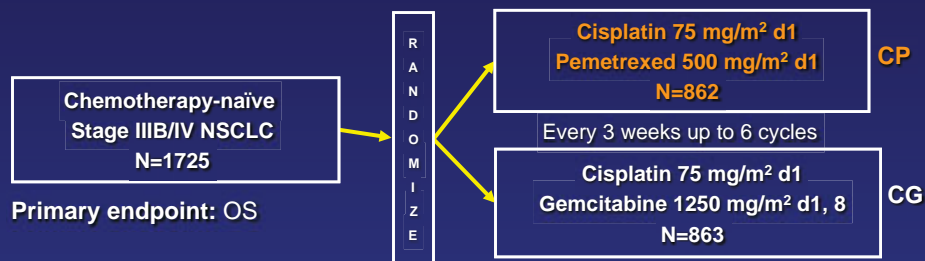 Chemotherapy-naïve
Stage IIIB/IV NSCLC
N=1725
Primary endpoint: OS
R
A
N
D
O
M
I
Z
E
Cisplatin 75 mg/m² d1
Pemetrexed 500 mg/m² d1
N=862
CP
Every 3 weeks up to 6 cycles
Cisplatin 75 mg/m² d1
Gemcitabine 1250 mg/m² d1, 8
N=863
CG